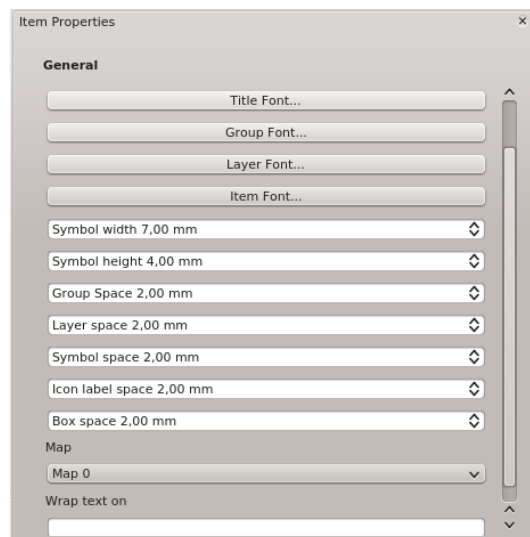 Item Properties
General
Title Font...
Group Font...
Layer Font...
Item Font...
Symbol width 7,00 mm
Symbol height 4,00 mm
Group Space 2,00 mm
Layer space 2,00 mm
Symbol space 2,00 mm
Icon label space 2,00 mm
Box space 2,00 mm
Map
Map 0
Wrap text on